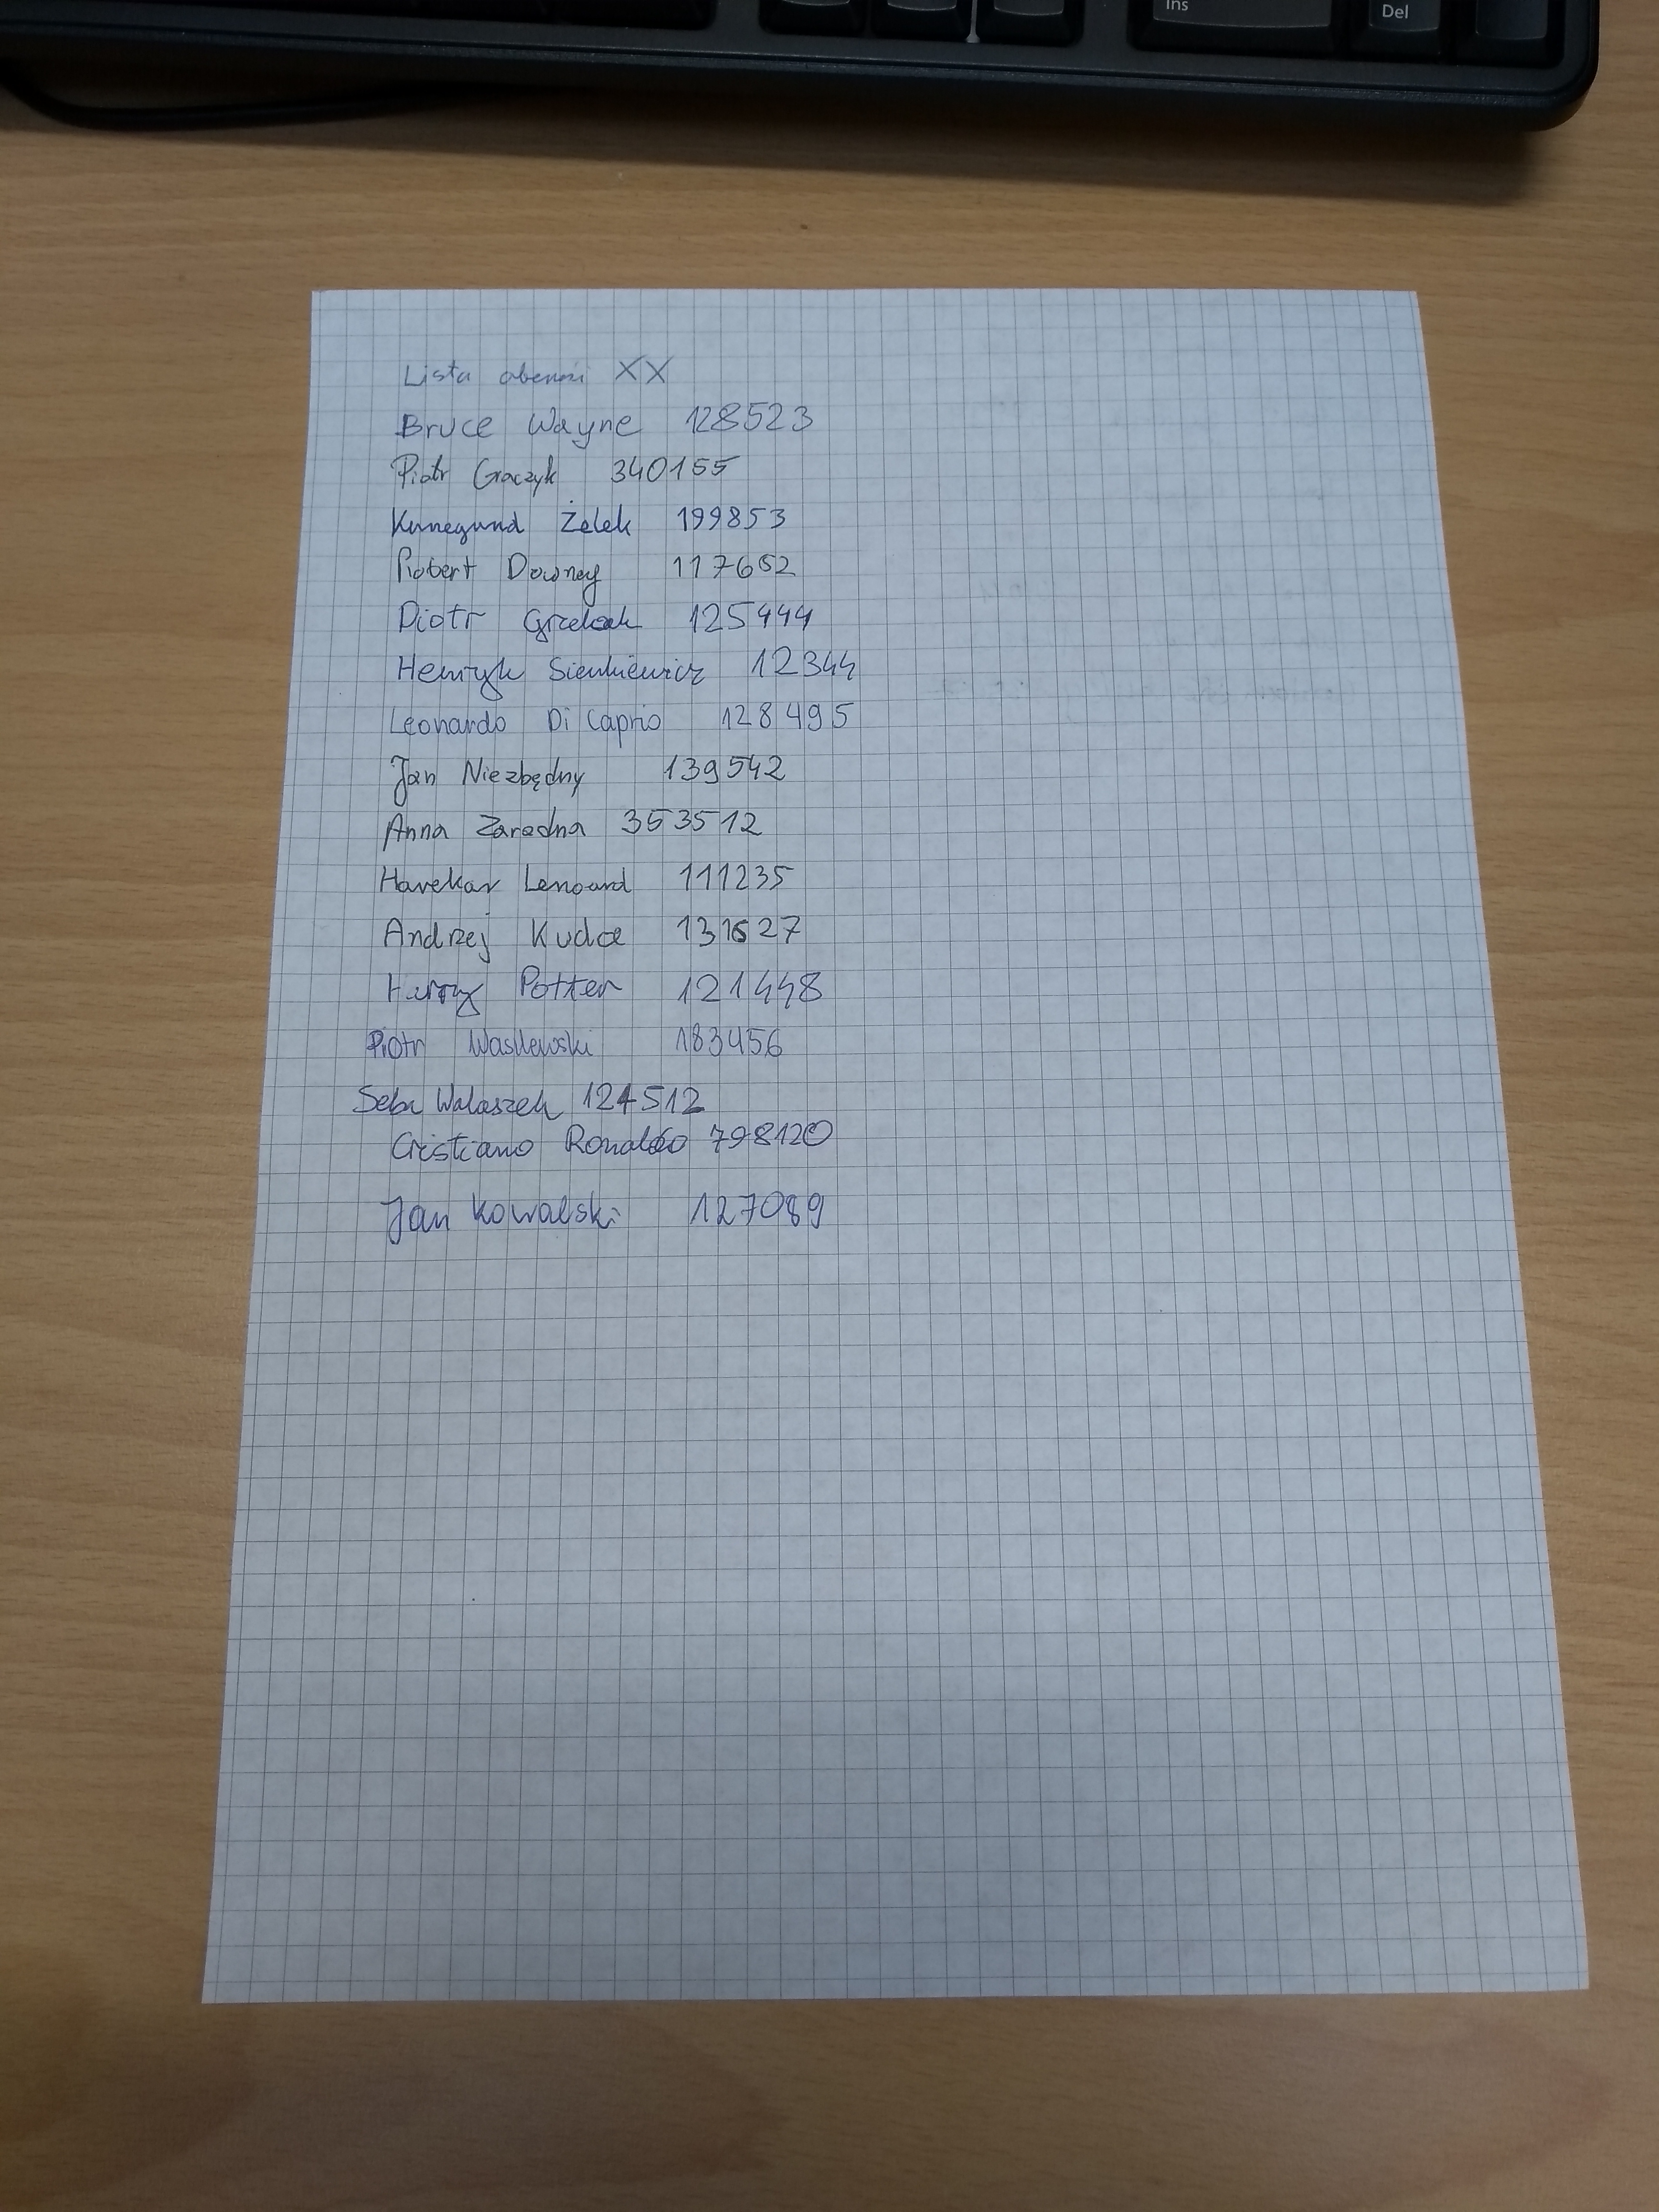 Ins
Del
Lista obecności XX
Bruce Wayne 128523
Piotr Graczyk 340155
Kunegund Żelek 199853
Robert Downey 117652
Piotr Grzelak 125444
Henryk Sienkiewicz 12344
Leonardo Di Caprio 128495
Jan Niezbędny 139542
Anna Zaradna 353512
Harekar Lenoard 111235
Andrzej Kudła 131627
Harry Potter 121448
Piotr Wasilewski 183456
Seba Walaszek 124512
Cristiano Ronaldo 798120
Jan Kowalski 127089